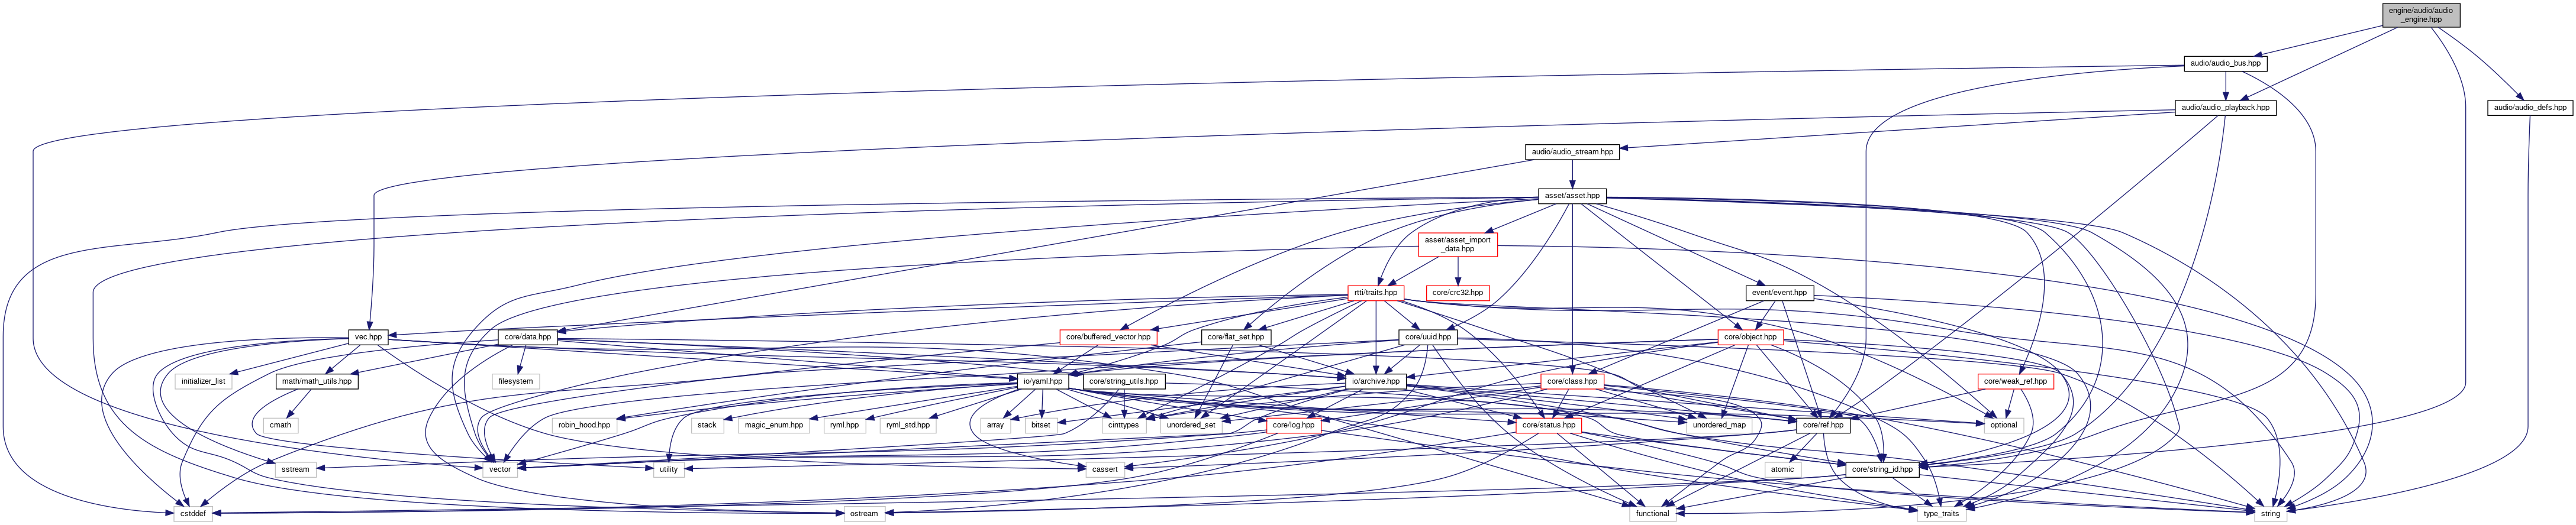 engine/audio/audio
_engine.hpp
audio/audio_bus.hpp
audio/audio_playback.hpp
audio/audio_defs.hpp
audio/audio_stream.hpp
asset/asset.hpp
asset/asset_import
_data.hpp
rtti/traits.hpp
core/crc32.hpp
event/event.hpp
vec.hpp
core/data.hpp
core/buffered_vector.hpp
core/flat_set.hpp
core/uuid.hpp
core/object.hpp
initializer_list
math/math_utils.hpp
filesystem
io/yaml.hpp
core/string_utils.hpp
io/archive.hpp
core/class.hpp
core/weak_ref.hpp
cmath
robin_hood.hpp
stack
magic_enum.hpp
ryml.hpp
ryml_std.hpp
array
bitset
cinttypes
unordered_set
core/log.hpp
core/status.hpp
unordered_map
core/ref.hpp
optional
sstream
vector
utility
cassert
atomic
core/string_id.hpp
cstddef
ostream
functional
type_traits
string